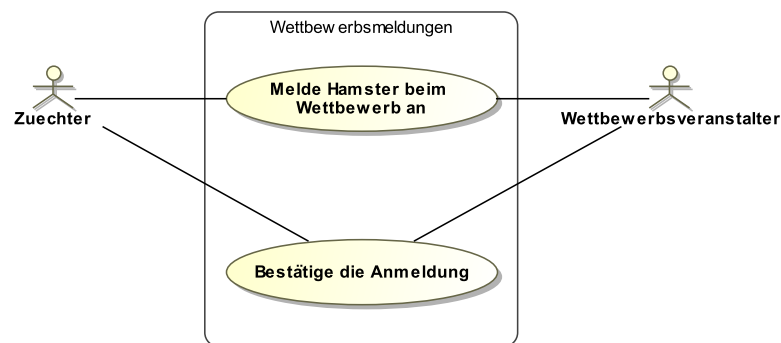 Wettbewerbsmeldungen
Melde Hamster beim
Wettbewerb an
Zuechter
Wettbewerbsveranstalter
Bestätige die Anmeldung